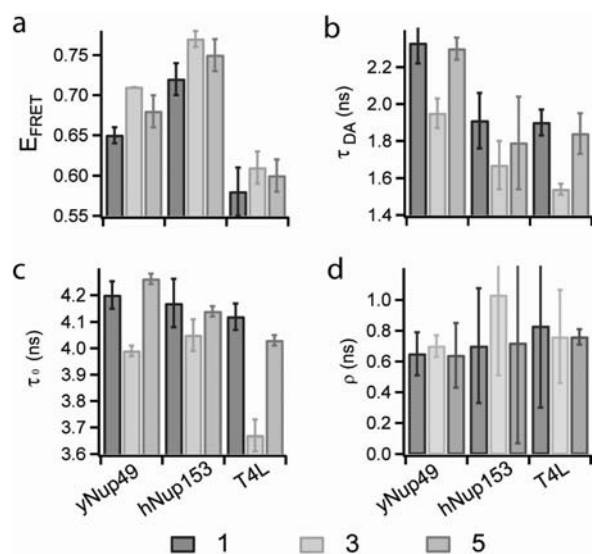 a
E FRET
0.75
0.70
0.65
0.60
0.55
b
τ DA (ns)
2.2
2.0
1.8
1.6
1.4
c
τ 0 (ns)
4.2
4.1
4.0
3.9
3.8
3.7
3.6
yNup49
hNup153
T4L
d
ρ (ns)
1.0
0.8
0.6
0.4
0.2
0.0
yNup49
hNup153
T4L
1 3 5